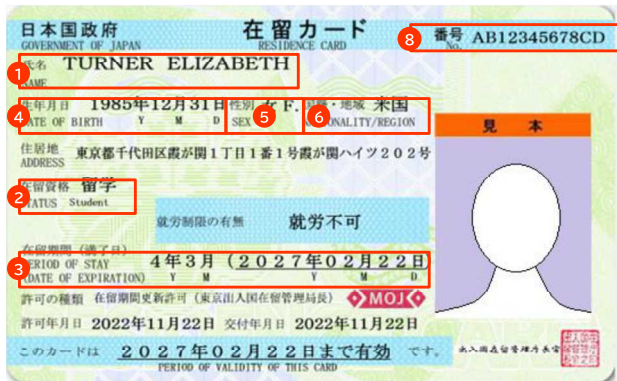 日本国政府 在留カード 番号 AB12345678CD
GOVERNMENT OF JAPAN RESIDENCE CARD No.
8
1
氏名 TURNER ELIZABETH
NAME
4 5 6
生年月日 1985年12月31日 性別 女 F. 国籍・地域 米国
DATE OF BIRTH Y M D SEX NATIONALITY/REGION
見本
住居地 東京都千代田区霞が関1丁目1番1号霞が関ハイツ202号
ADDRESS
2
在留資格 留学
STATUS Student
就労制限の有無 就労不可
3
在留期間(満了日) 4年3月(2027年02月22日
PERIOD OF STAY
(DATE OF EXPIRATION) Y M Y M D
許可の種類 在留期間更新許可(東京出入国在留管理局長) MOJ
許可年月日 2022年11月22日 交付年月日 2022年11月22日
このカードは 2027年02月22日まで有効 です。
PERIOD OF VALIDITY OF THIS CARD
出入国在留管理庁長官